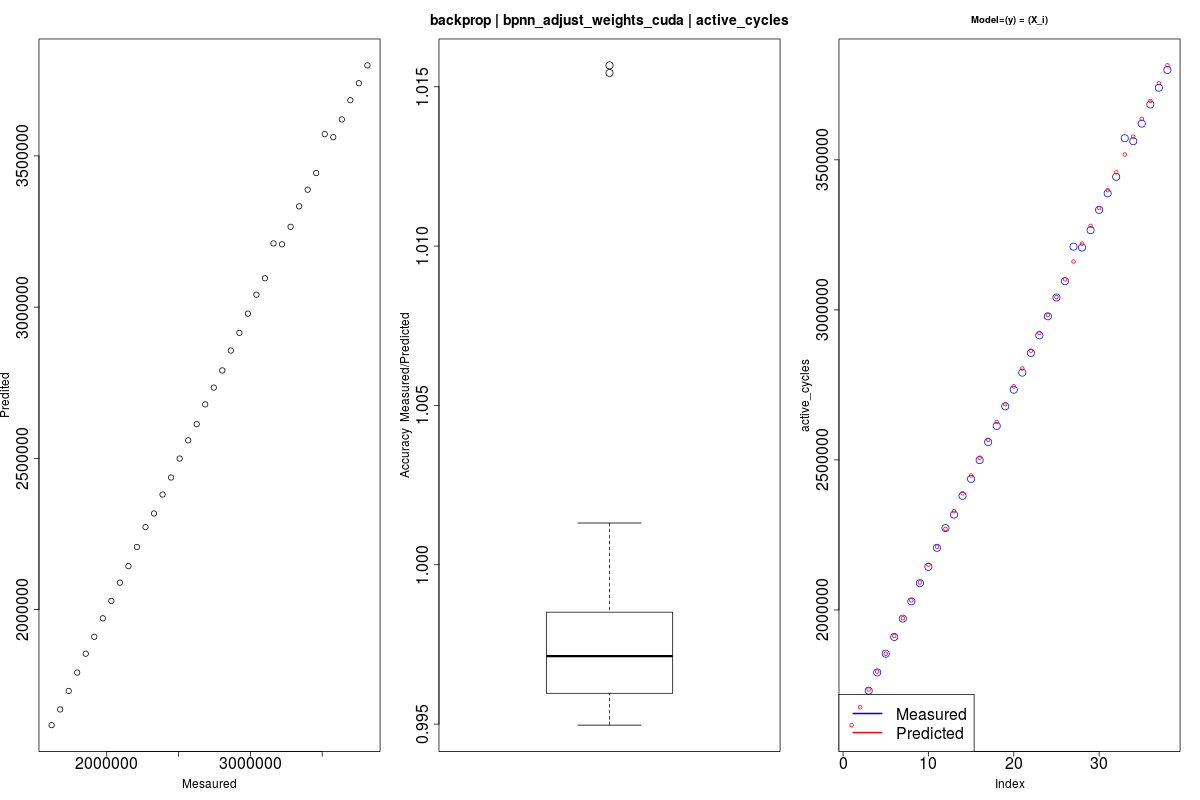 backprop | bpnn_adjust_weights_cuda | active_cycles
Model=(y) = (X_i)
Predited
2000000
2500000
3000000
3500000
2000000 3000000
Mesaured
Accuracy Measured/Predicted
0.995
1.000
1.005
1.010
1.015
active_cycles
2000000
2500000
3000000
3500000
Measured
Predicted
0 10 20 30
Index